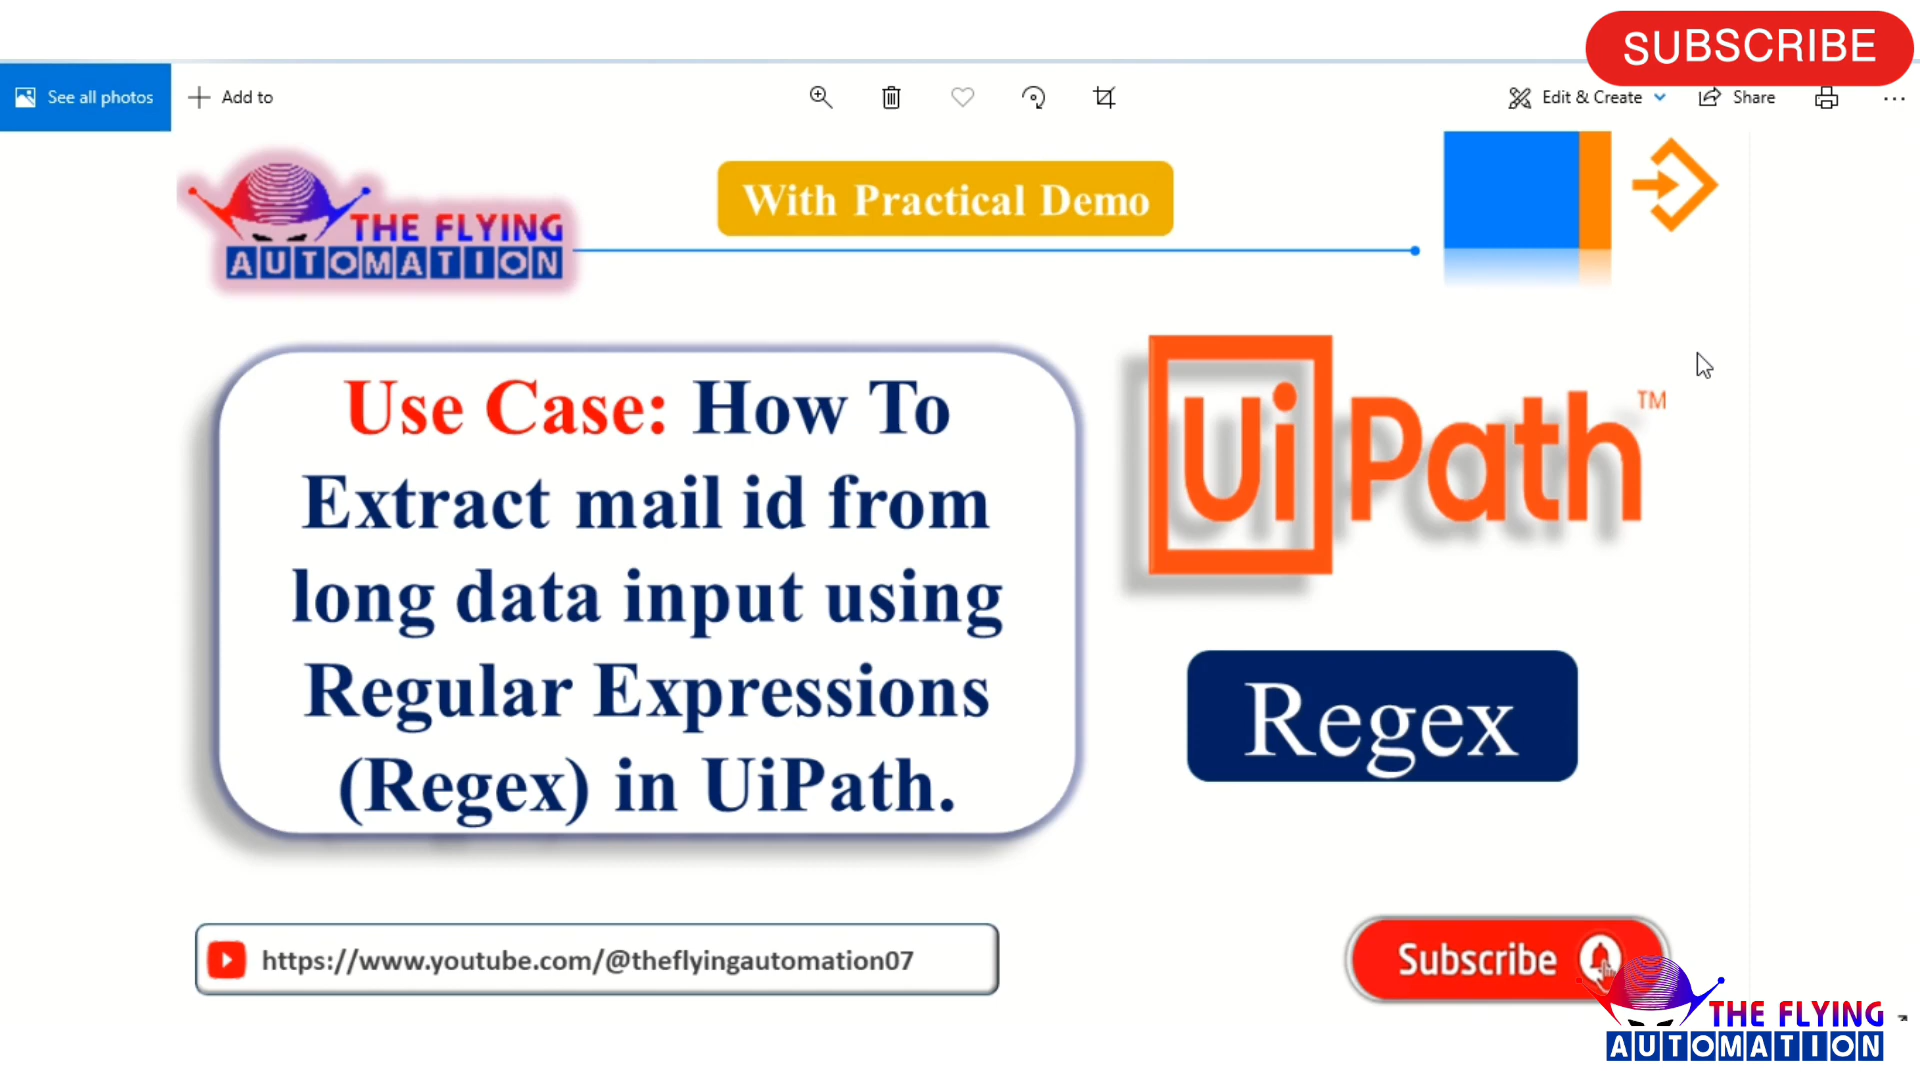 SUBSCRIBE
See all photos
Add to
Edit & Create
Share
THE FLYING
AUTOMATION
With Practical Demo
Use Case: How To
Extract mail id from
long data input using
Regular Expressions
(Regex) in UiPath.
UiPath™
Regex
https://www.youtube.com/@theflyingautomation07
Subscribe
THE FLYING
AUTOMATION